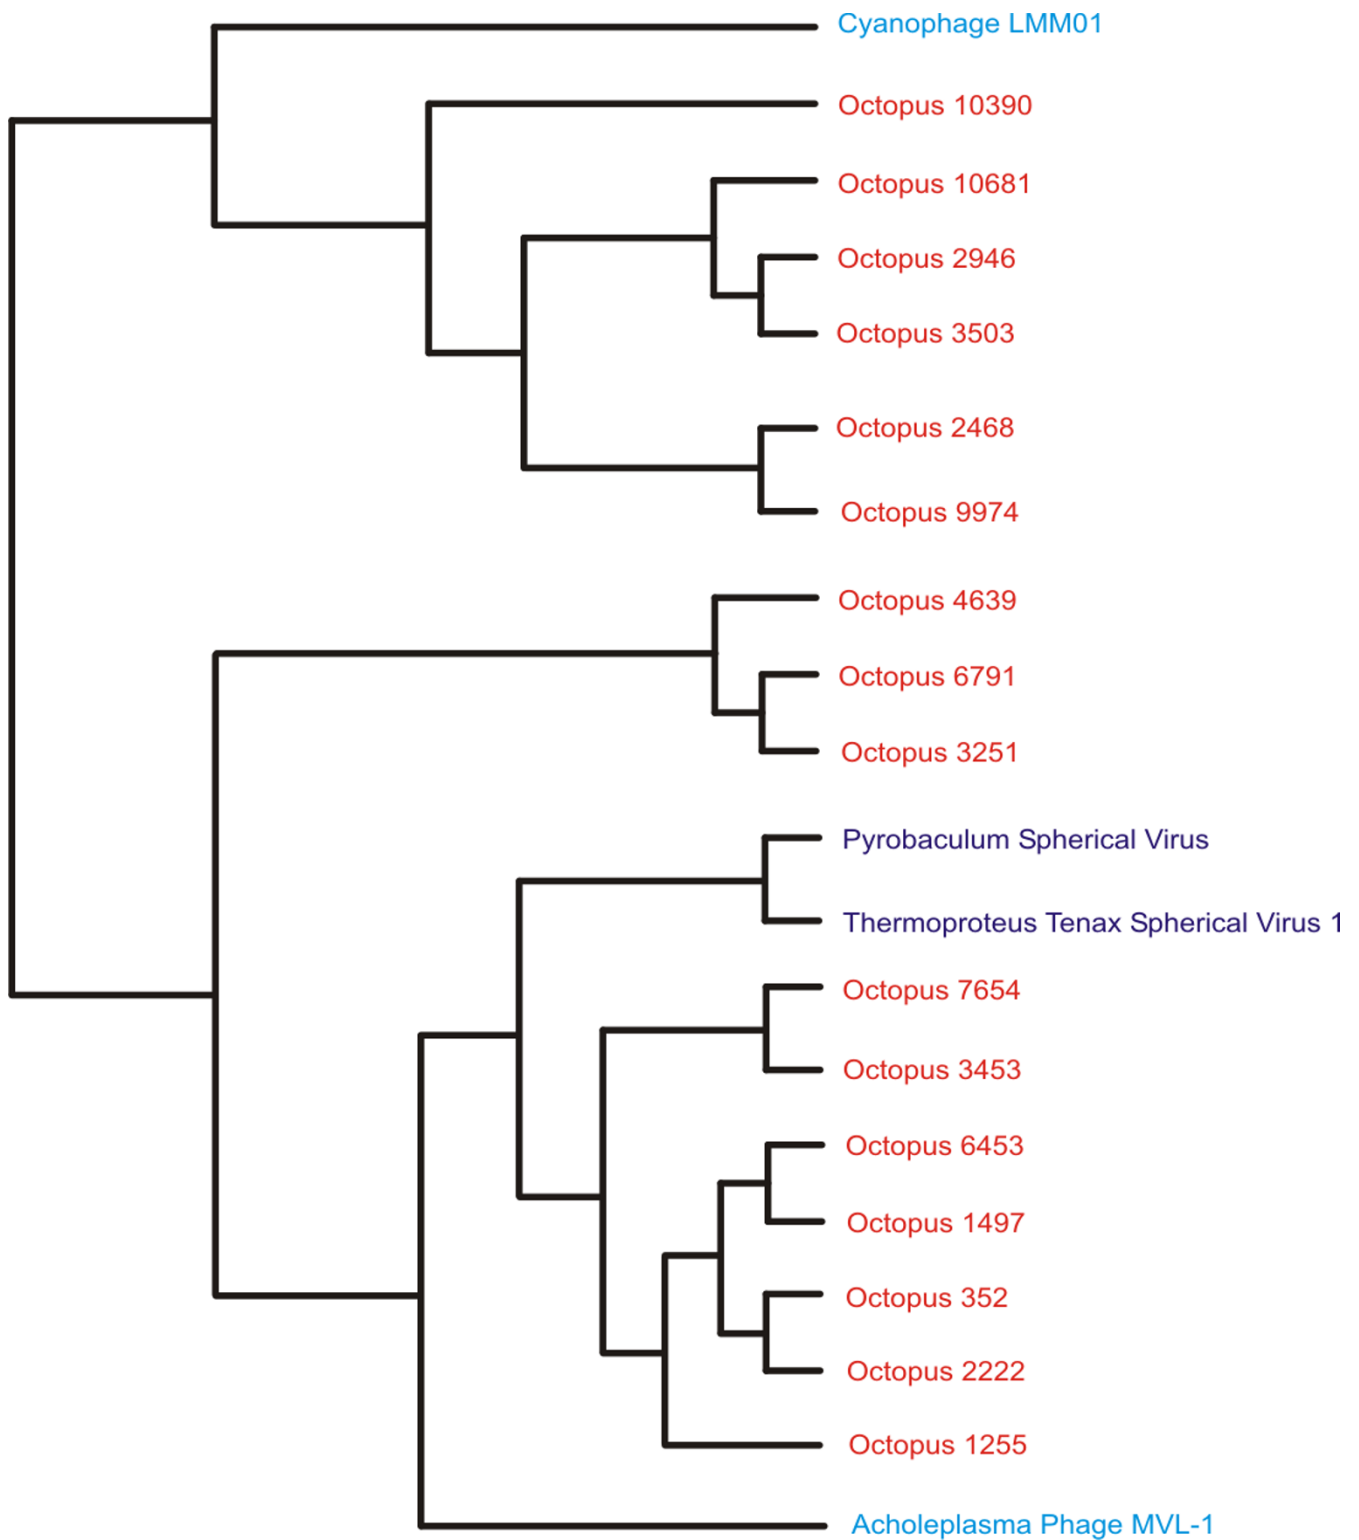 Cyanophage LMM01
Octopus 10390
Octopus 10681
Octopus 2946
Octopus 3503
Octopus 2468
Octopus 9974
Octopus 4639
Octopus 6791
Octopus 3251
Pyrobaculum Spherical Virus
Thermoproteus Tenax Spherical Virus 1
Octopus 7654
Octopus 3453
Octopus 6453
Octopus 1497
Octopus 352
Octopus 2222
Octopus 1255
Acholeplasma Phage MVL-1